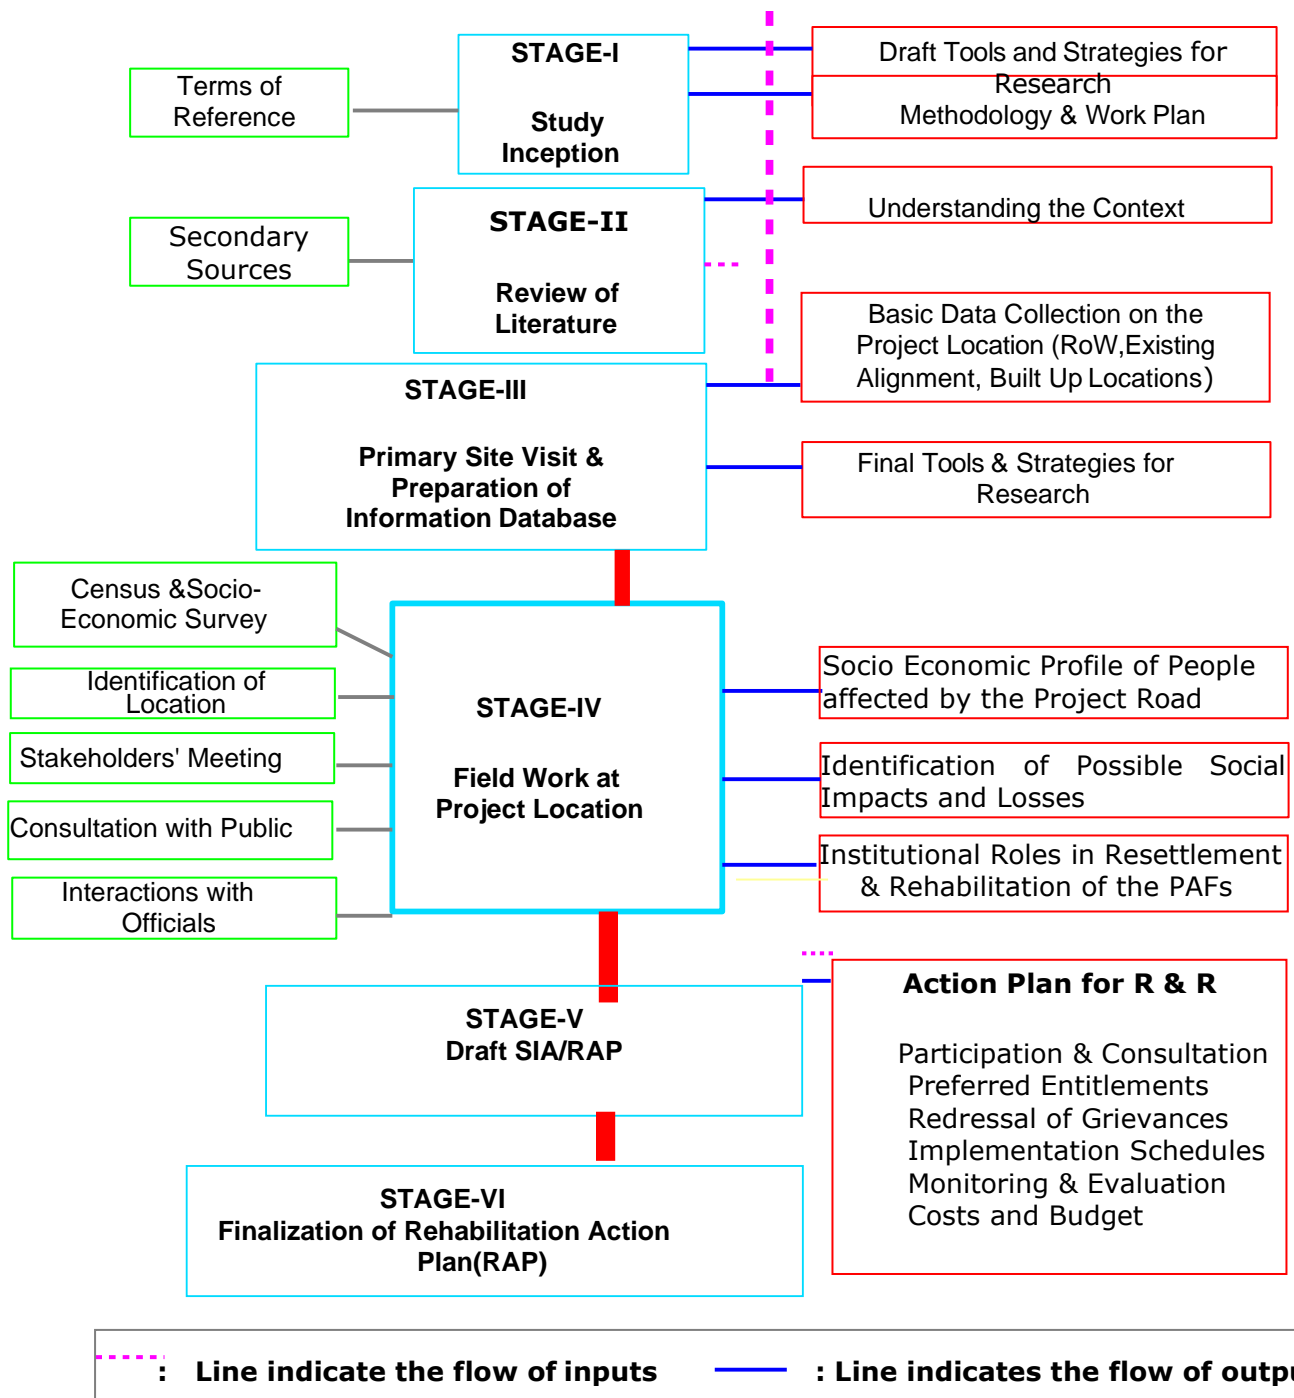 STAGE-I
Study
Inception
Terms of
Reference
Draft Tools and Strategies for
Research
Methodology & Work Plan
STAGE-II
Review of
Literature
Secondary
Sources
Understanding the Context
STAGE-III
Primary Site Visit &
Preparation of
Information Database
Basic Data Collection on the
Project Location (RoW,Existing
Alignment, Built Up Locations)
Final Tools & Strategies for
Research
Census &Socio-
Economic Survey
Identification of
Location
Stakeholders' Meeting
Consultation with Public
Interactions with
Officials
STAGE-IV
Field Work at
Project Location
Socio Economic Profile of People
affected by the Project Road
Identification of Possible Social
Impacts and Losses
Institutional Roles in Resettlement
& Rehabilitation of the PAFs
STAGE-V
Draft SIA/RAP
Action Plan for R & R
Participation & Consultation
Preferred Entitlements
Redressal of Grievances
Implementation Schedules
Monitoring & Evaluation
Costs and Budget
STAGE-VI
Finalization of Rehabilitation Action
Plan(RAP)
: Line indicate the flow of inputs
: Line indicates the flow of outpu